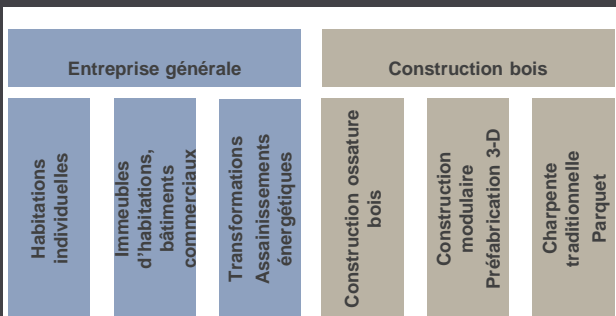 Entreprise générale
Construction bois
Habitations
individuelles
Immeubles
d'habitations,
bâtiments
commerciaux
Transformations
Assainissements
énergétiques
Construction ossature
bois
Construction
modulaire
Préfabrication 3-D
Charpente
traditionnelle
Parquet